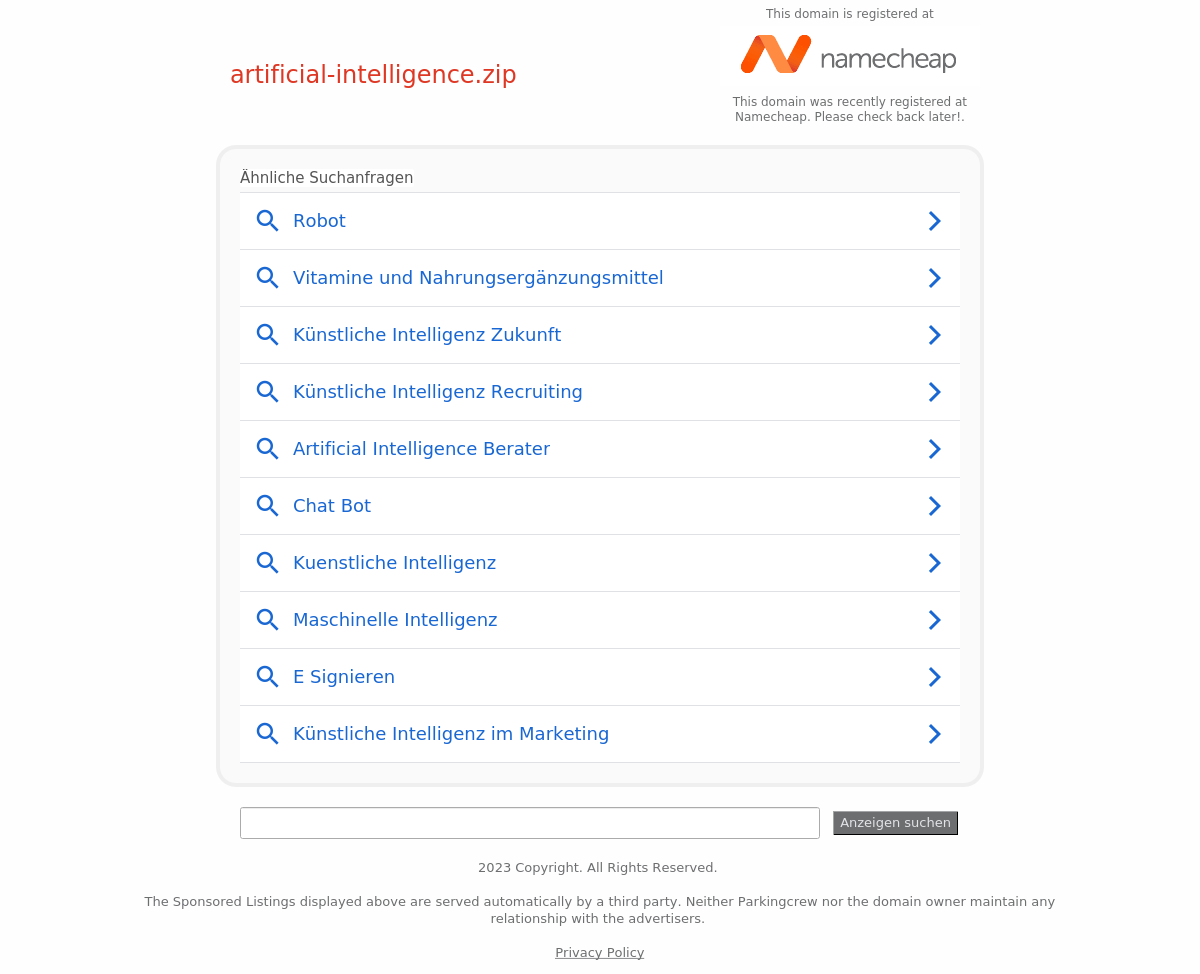 This domain is registered at
artificial-intelligence.zip
namecheap
This domain was recently registered at
Namecheap. Please check back later!.
Ähnliche Suchanfragen
Robot
Vitamine und Nahrungsergänzungsmittel
Künstliche Intelligenz Zukunft
Künstliche Intelligenz Recruiting
Artificial Intelligence Berater
Chat Bot
Kuenstliche Intelligenz
Maschinelle Intelligenz
E Signieren
Künstliche Intelligenz im Marketing
Anzeigen suchen
2023 Copyright. All Rights Reserved.
The Sponsored Listings displayed above are served automatically by a third party. Neither Parkingcrew nor the domain owner maintain any
relationship with the advertisers.
Privacy Policy